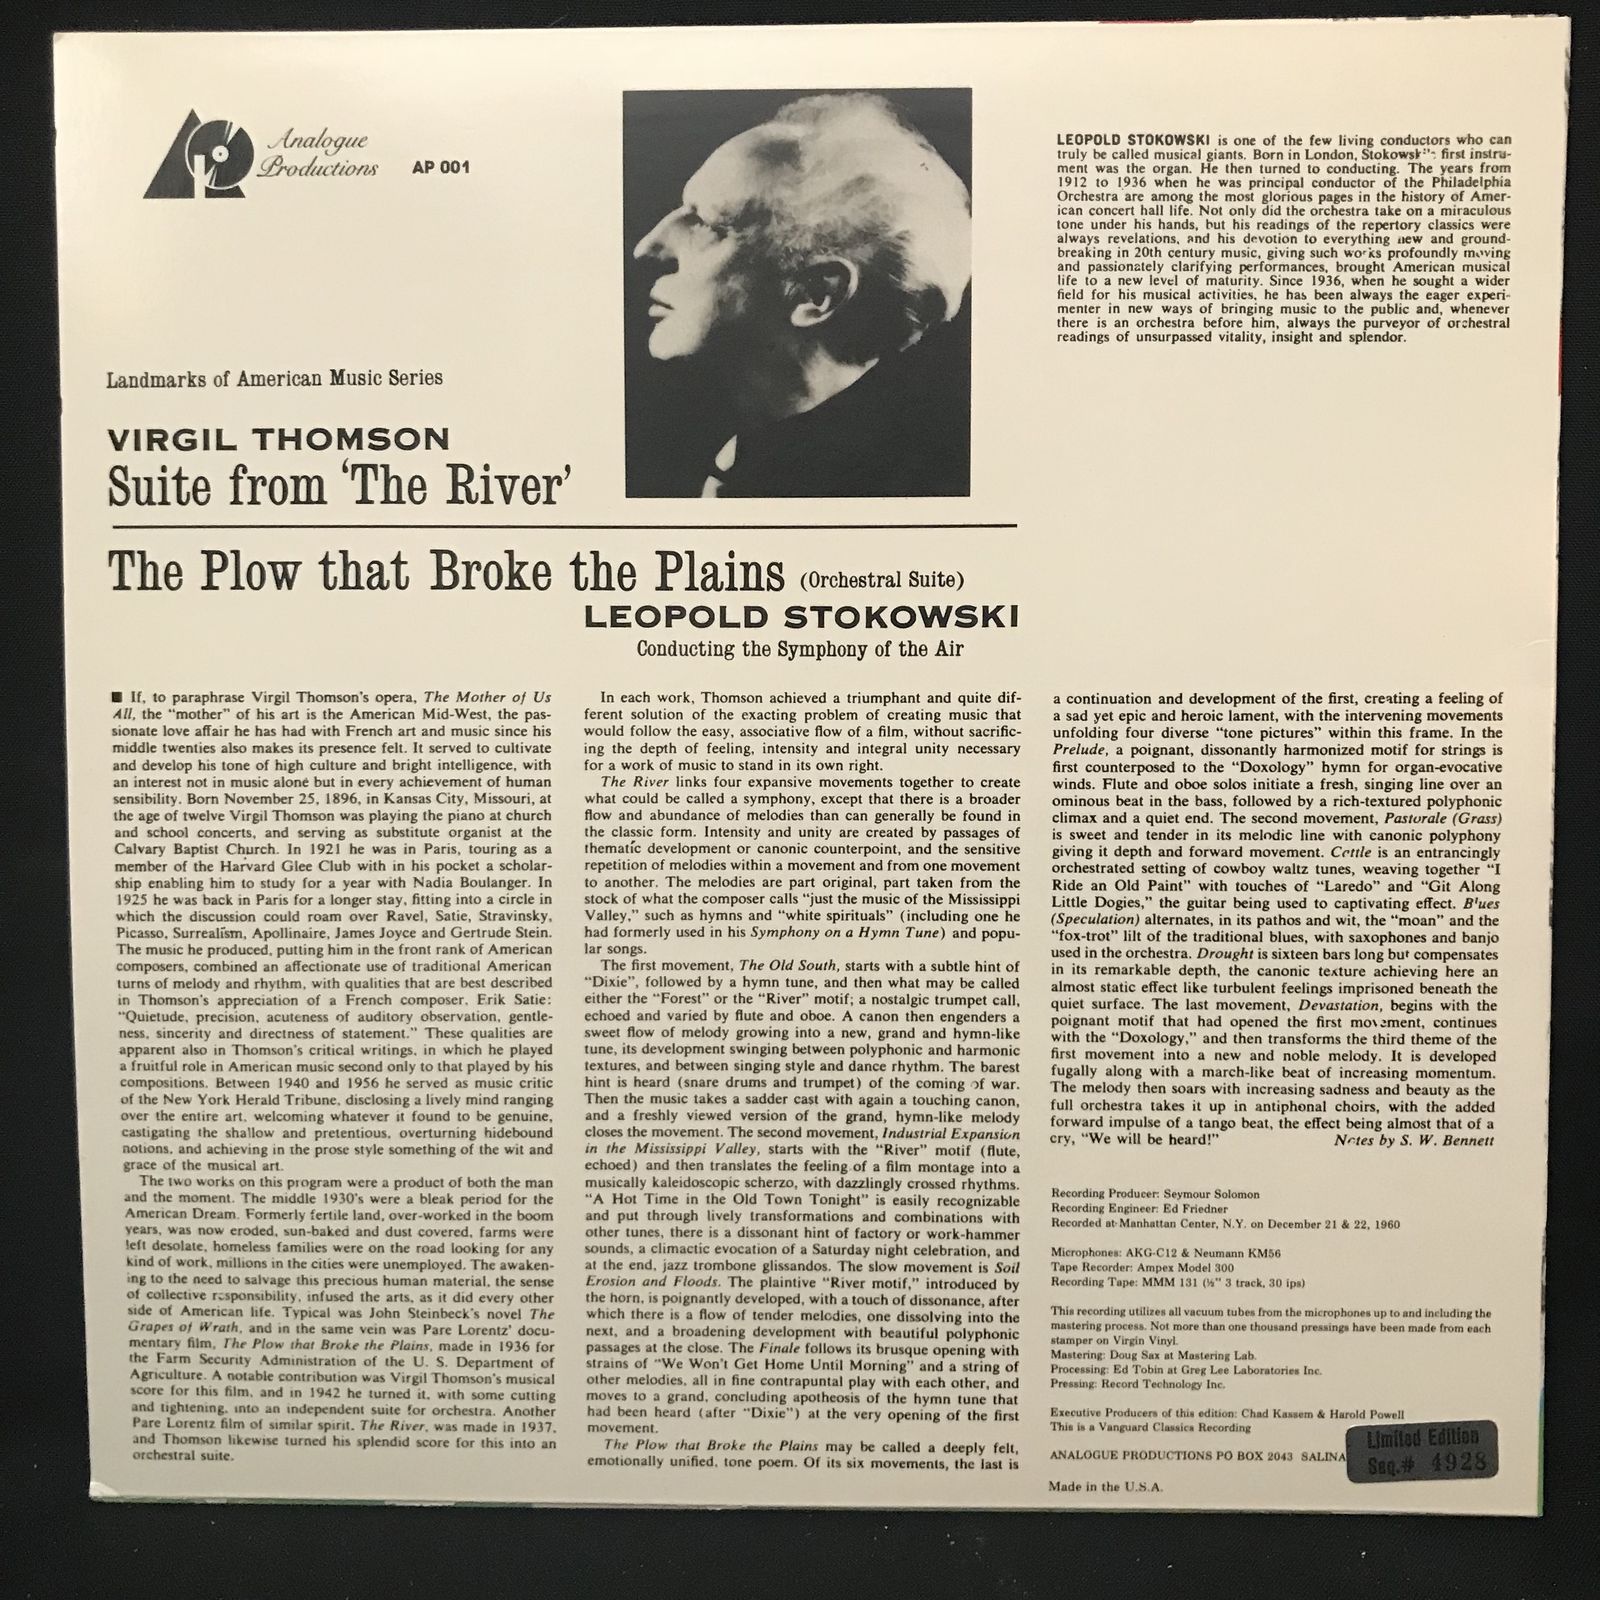 Analogue
Productions
AP 001
LEOPOLD STOKOWSKI is one of the few living conductors who can
truly be called musical giants. Born in London, first instru-
ment was the organ. He then turned to conducting. The years from
1912 to 1936 when he was principal conductor of the Philadelphia
Orchestra are among the most glorious pages in the history of Amer-
ican concert hall life. Not only did the orchestra take on a miraculous
tone under his hands, but his readings of the repertory classics were
always revelations, and his devotion to everything new and ground-
breaking in 20th century music, giving such works profoundly moving
and passionately clarifying performances, brought American musical
life to a new level of maturity. Since 1936, when he sought a wider
field for his musical activities, he has been always the eager experi-
menter in new ways of bringing music to the public and, whenever
there is an orchestra before him, always the purveyor of orchestral
readings of unsurpassed vitality, insight and splendor.
Landmarks of American Music Series
VIRGIL THOMSON
Suite from ‘The River’
The Plow that Broke the Plains (Orchestral Suite)
LEOPOLD STOKOWSKI
Conducting the Symphony of the Air
■ If, to paraphrase Virgil Thomson's opera, The Mother of Us
All, the "mother" of his art is the American Mid-West, the pas-
sionate love affair he has had with French art and music since his
middle twenties also makes its presence felt. It served to cultivate
and develop his tone of high culture and bright intelligence, with
an interest not in music alone but in every achievement of human
sensibility. Born November 25, 1896, in Kansas City, Missouri, at
the age of twelve Virgil Thomson was playing the piano at church
and school concerts, and serving as substitute organist at the
Calvary Baptist Church. In 1921 he was in Paris, touring as a
member of the Harvard Glee Club with in his pocket a scholar-
ship enabling him to study for a year with Nadia Boulanger. In
1925 he was back in Paris for a longer stay, fitting into a circle in
which the discussion could roam over Ravel, Satie, Stravinsky,
Picasso, Surrealism, Apollinaire, James Joyce and Gertrude Stein.
The music he produced, putting him in the front rank of American
composers, combined an affectionate use of traditional American
turns of melody and rhythm, with qualities that are best described
in Thomson's appreciation of a French composer, Erik Satie:
"Quietude, precision, acuteness of auditory observation, gentle-
ness, sincerity and directness of statement." These qualities are
apparent also in Thomson's critical writings, in which he played
a fruitful role in American music second only to that played by his
compositions. Between 1940 and 1956 he served as music critic
of the New York Herald Tribune, disclosing a lively mind ranging
over the entire art, welcoming whatever it found to be genuine,
castigating the shallow and pretentious, overturning hidebound
notions, and achieving in the prose style something of the wit and
grace of the musical art.
The two works on this program were a product of both the man
and the moment. The middle 1930's were a bleak period for the
American Dream. Formerly fertile land, over-worked in the boom
years, was now eroded, sun-baked and dust covered, farms were
left desolate, homeless families were on the road looking for any
kind of work, millions in the cities were unemployed. The awaken-
ing to the need to salvage this precious human material, the sense
of collective responsibility, infused the arts, as it did every other
side of American life. Typical was John Steinbeck's novel The
Grapes of Wrath, and in the same vein was Pare Lorentz' docu-
mentary film, The Plow that Broke the Plains, made in 1936 for
the Farm Security Administration of the U. S. Department of
Agriculture. A notable contribution was Virgil Thomson's musical
score for this film, and in 1942 he turned it, with some cutting
and tightening, into an independent suite for orchestra. Another
Pare Lorentz film of similar spirit, The River, was made in 1937,
and Thomson likewise turned his splendid score for this into an
orchestral suite.
In each work, Thomson achieved a triumphant and quite dif-
ferent solution of the exacting problem of creating music that
would follow the easy, associative flow of a film, without sacrific-
ing the depth of feeling, intensity and integral unity necessary
for a work of music to stand in its own right.
The River links four expansive movements together to create
what could be called a symphony, except that there is a broader
flow and abundance of melodies than can generally be found in
the classic form. Intensity and unity are created by passages of
thematic development or canonic counterpoint, and the sensitive
repetition of melodies within a movement and from one movement
to another. The melodies are part original, part taken from the
stock of what the composer calls "just the music of the Mississippi
Valley," such as hymns and "white spirituals" (including one he
had formerly used in his Symphony on a Hymn Tune) and popu-
lar songs.
The first movement, The Old South, starts with a subtle hint of
"Dixie", followed by a hymn tune, and then what may be called
either the "Forest" or the "River" motif; a nostalgic trumpet call,
echoed and varied by flute and oboe. A canon then engenders a
sweet flow of melody growing into a new, grand and hymn-like
tune, its development swinging between polyphonic and harmonic
textures, and between singing style and dance rhythm. The barest
hint is heard (snare drums and trumpet) of the coming of war.
Then the music takes a sadder cast with again a touching canon,
and a freshly viewed version of the grand, hymn-like melody
closes the movement. The second movement, Industrial Expansion
in the Mississippi Valley, starts with the "River" motif (flute,
echoed) and then translates the feeling of a film montage into a
musically kaleidoscopic scherzo, with dazzlingly crossed rhythms.
"A Hot Time in the Old Town Tonight" is easily recognizable
and put through lively transformations and combinations with
other tunes, there is a dissonant hint of factory or work-hammer
sounds, a climactic evocation of a Saturday night celebration, and
at the end, jazz trombone glissandos. The slow movement is Soil
Erosion and Floods. The plaintive "River motif," introduced by
the horn, is poignantly developed, with a touch of dissonance, after
which there is a flow of tender melodies, one dissolving into the
next, and a broadening development with beautiful polyphonic
passages at the close. The Finale follows its brusque opening with
strains of "We Won't Get Home Until Morning" and a string of
other melodies, all in fine contrapuntal play with each other, and
moves to a grand, concluding apotheosis of the hymn tune that
had been heard (after "Dixie") at the very opening of the first
movement.
The Plow that Broke the Plains may be called a deeply felt,
emotionally unified, tone poem. Of its six movements, the last is
a continuation and development of the first, creating a feeling of
a sad yet epic and heroic lament, with the intervening movements
unfolding four diverse "tone pictures" within this frame. In the
Prelude, a poignant, dissonantly harmonized motif for strings is
first counterposed to the "Doxology" hymn for organ-evocative
winds. Flute and oboe solos initiate a fresh, singing line over an
ominous beat in the bass, followed by a rich-textured polyphonic
climax and a quiet end. The second movement, Pastorale (Grass)
is sweet and tender in its melodic line with canonic polyphony
giving it depth and forward movement. Cattle is an entrancingly
orchestrated setting of cowboy waltz tunes, weaving together "I
Ride an Old Paint" with touches of "Laredo" and "Git Along
Little Dogies," the guitar being used to captivating effect. Blues
(Speculation) alternates, in its pathos and wit, the "moan" and the
"fox-trot" lilt of the traditional blues, with saxophones and banjo
used in the orchestra. Drought is sixteen bars long but compensates
in its remarkable depth, the canonic texture achieving here an
almost static effect like turbulent feelings imprisoned beneath the
quiet surface. The last movement, Devastation, begins with the
poignant motif that had opened the first movement, continues
with the "Doxology," and then transforms the third theme of the
first movement into a new and noble melody. It is developed
fugally along with a march-like beat of increasing momentum.
The melody then soars with increasing sadness and beauty as the
full orchestra takes it up in antiphonal choirs, with the added
forward impulse of a tango beat, the effect being almost that of a
cry, "We will be heard!" Notes by S. W. Bennett
Recording Producer: Seymour Solomon
Recording Engineer: Ed Friedner
Recorded at Manhattan Center, N.Y. on December 21 & 22, 1960
Microphones: AKG-C12 & Neumann KM56
Tape Recorder: Ampex Model 300
Recording Tape: MMM 131 (½" 3 track, 30 ips)
This recording utilizes all vacuum tubes from the microphones up to and including the
mastering process. Not more than one thousand pressings have been made from each
stamper on Virgin Vinyl.
Mastering: Doug Sax at Mastering Lab.
Processing: Ed Tobin at Greg Lee Laboratories Inc.
Pressing: Record Technology Inc.
Executive Producers of this edition: Chad Kassem & Harold Powell
This is a Vanguard Classics Recording
ANALOGUE PRODUCTIONS PO BOX 2043 SALINA
Limited Edition
Seq.# 4928
Made in the U.S.A.